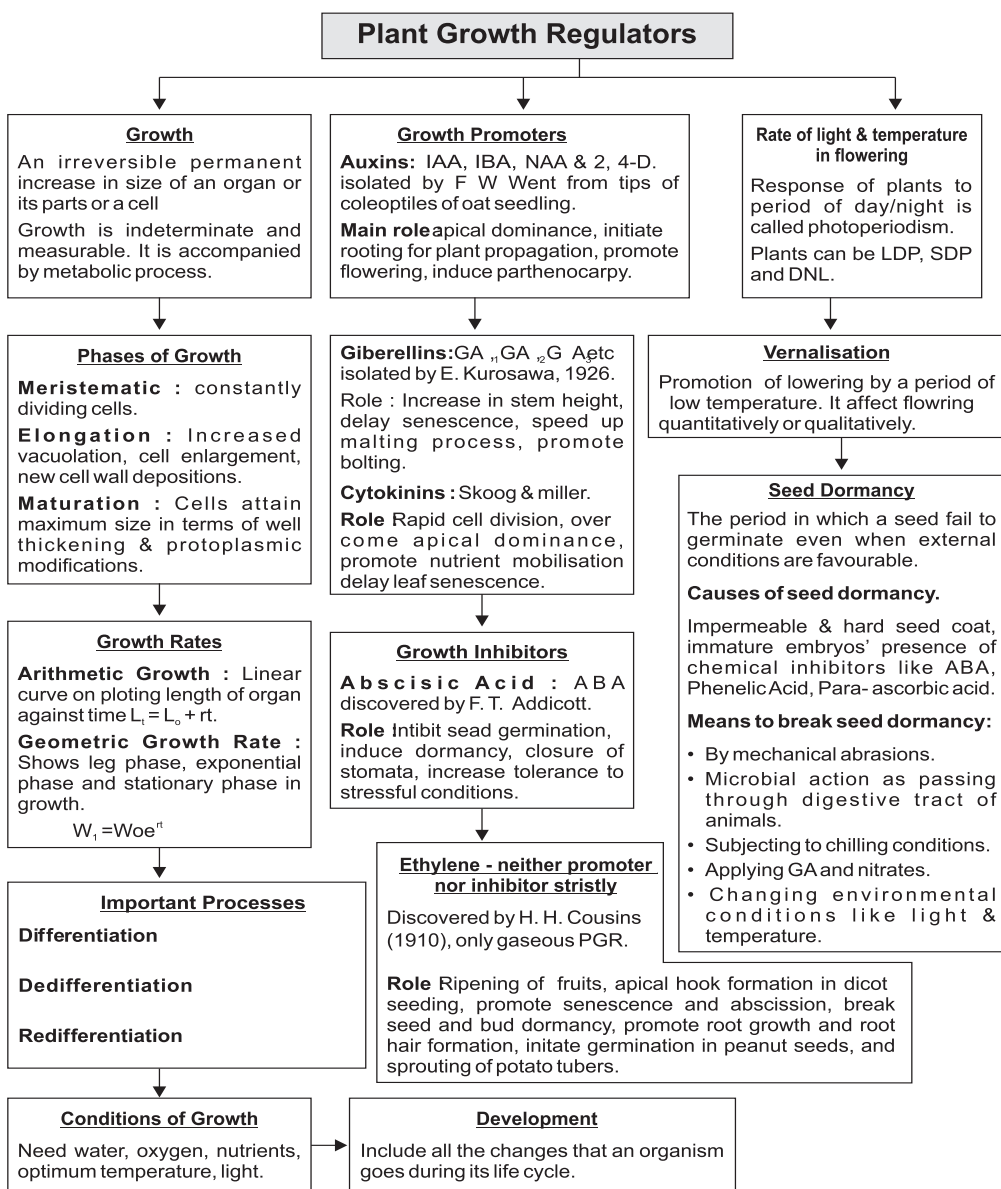 Plant Growth Regulators
Growth
An irreversible permanent
increase in size of an organ or
its parts or a cell
Growth is indeterminate and
measurable. It is accompanied
by metabolic process.
Phases of Growth
Meristematic : constantly
dividing cells.
Elongation : Increased
vacuolation, cell enlargement,
new cell wall depositions.
Maturation : Cells attain
maximum size in terms of well
thickening & protoplasmic
modifications.
Growth Rates
Arithmetic Growth : Linear
curve on ploting length of organ
against time Lt = Lo + rt.
Geometric Growth Rate :
Shows leg phase, exponential
phase and stationary phase in
growth.
W1 =Woe^rt
Important Processes
Differentiation
Dedifferentiation
Redifferentiation
Conditions of Growth
Need water, oxygen, nutrients,
optimum temperature, light.
Development
Include all the changes that an organism
goes during its life cycle.
Growth Promoters
Auxins: IAA, IBA, NAA & 2, 4-D.
isolated by F W Went from tips of
coleoptiles of oat seedling.
Main role apical dominance, initiate
rooting for plant propagation, promote
flowering, induce parthenocarpy.
Giberellins:GA ,1GA ,2G A3etc
isolated by E. Kurosawa, 1926.
Role : Increase in stem height,
delay senescence, speed up
malting process, promote
bolting.
Cytokinins : Skoog & miller.
Role Rapid cell division, over
come apical dominance,
promote nutrient mobilisation
delay leaf senescence.
Growth Inhibitors
Abscisic Acid : ABA
discovered by F. T. Addicott.
Role :Intibit sead germination,
induce dormancy, closure of
stomata, increase tolerance to
stressful conditions.
Ethylene - neither promoter
nor inhibitor stristly
Discovered by H. H. Cousins
(1910), only gaseous PGR.
Role Ripening of fruits, apical hook formation in dicot
seeding, promote senescence and abscission, break
seed and bud dormancy, promote root growth and root
hair formation, initate germination in peanut seeds, and
sprouting of potato tubers.
Rate of light & temperature
in flowering
Response of plants to
period of day/night is
called photoperiodism.
Plants can be LDP, SDP
and DNL.
Vernalisation
Promotion of lowering by a period of
low temperature. It affect flowring
quantitatively or qualitatively.
Seed Dormancy
The period in which a seed fail to
germinate even when external
conditions are favourable.
Causes of seed dormancy.
Impermeable & hard seed coat,
immature embryos' presence of
chemical inhibitors like ABA,
Phenelic Acid, Para- ascorbic acid.
Means to break seed dormancy:
• By mechanical abrasions.
• Microbial action as passing
through digestive tract of
animals.
• Subjecting to chilling conditions.
• Applying GA and nitrates.
• Changing environmental
conditions like light &
temperature.